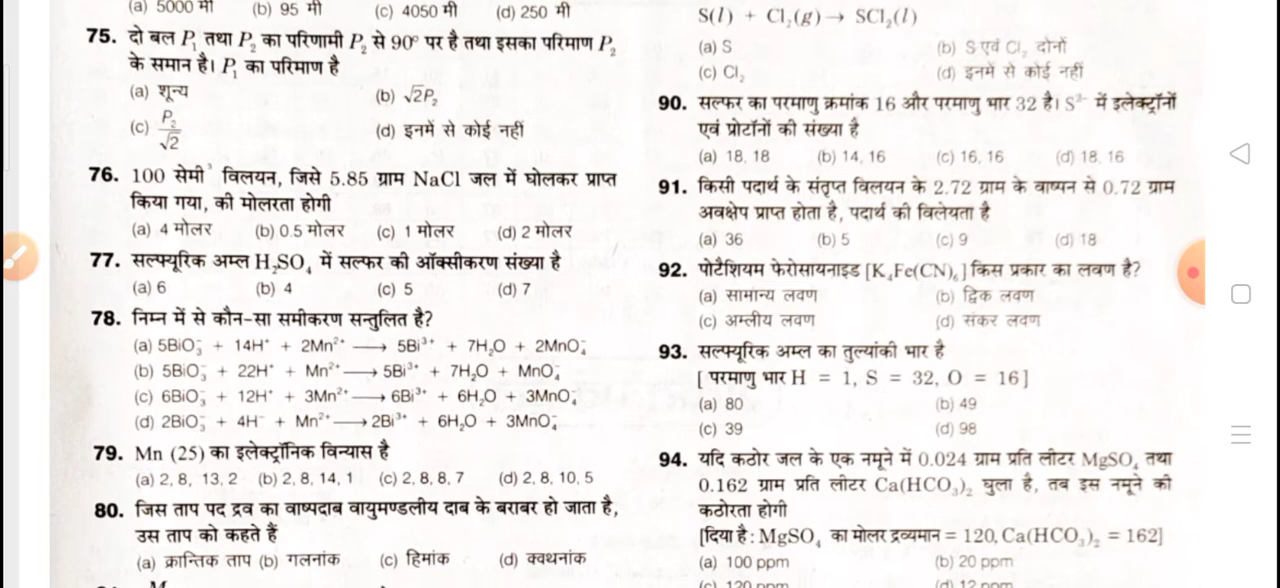 (a) 5000 मी (b) 95 मी (c) 4050 मी (d) 250 मी
75. दो बल P₁ तथा P₂ का परिणामी P₂ से 90° पर है तथा इसका परिमाण P₂
के समान है। P₁ का परिमाण है
(a) शून्य (b) √2P₂
(c) P₂/√2 (d) इनमें से कोई नहीं
76. 100 सेमी³ विलयन, जिसे 5.85 ग्राम NaCl जल में घोलकर प्राप्त
किया गया, की मोलरता होगी
(a) 4 मोलर (b) 0.5 मोलर (c) 1 मोलर (d) 2 मोलर
77. सल्फ्यूरिक अम्ल H₂SO₄ में सल्फर की ऑक्सीकरण संख्या है
(a) 6 (b) 4 (c) 5 (d) 7
78. निम्न में से कौन-सा समीकरण सन्तुलित है?
(a) 5BiO₃⁻ + 14H⁺ + 2Mn²⁺ ⟶ 5Bi³⁺ + 7H₂O + 2MnO₄⁻
(b) 5BiO₃⁻ + 22H⁺ + Mn²⁺ ⟶ 5Bi³⁺ + 7H₂O + MnO₄⁻
(c) 6BiO₃⁻ + 12H⁺ + 3Mn²⁺ ⟶ 6Bi³⁺ + 6H₂O + 3MnO₄⁻
(d) 2BiO₃⁻ + 4H⁻ + Mn²⁺ ⟶ 2Bi³⁺ + 6H₂O + 3MnO₄⁻
79. Mn (25) का इलेक्ट्रॉनिक विन्यास है
(a) 2, 8, 13, 2 (b) 2, 8, 14, 1 (c) 2, 8, 8, 7 (d) 2, 8, 10, 5
80. जिस ताप पद द्रव का वाष्पदाब वायुमण्डलीय दाब के बराबर हो जाता है,
उस ताप को कहते हैं
(a) क्रान्तिक ताप (b) गलनांक (c) हिमांक (d) क्वथनांक
S(l) + Cl₂(g) → SCl₂(l)
(a) S (b) S एवं Cl₂ दोनों
(c) Cl₂ (d) इनमें से कोई नहीं
90. सल्फर का परमाणु क्रमांक 16 और परमाणु भार 32 है। S²⁻ में इलेक्ट्रॉनों
एवं प्रोटॉनों की संख्या है
(a) 18, 18 (b) 14, 16 (c) 16, 16 (d) 18, 16
91. किसी पदार्थ के संतृप्त विलयन के 2.72 ग्राम के वाष्पन से 0.72 ग्राम
अवक्षेप प्राप्त होता है, पदार्थ की विलेयता है
(a) 36 (b) 5 (c) 9 (d) 18
92. पोटैशियम फेरोसायनाइड [K₄Fe(CN)₆] किस प्रकार का लवण है?
(a) सामान्य लवण (b) द्विक लवण
(c) अम्लीय लवण (d) संकर लवण
93. सल्फ्यूरिक अम्ल का तुल्यांकी भार है
[ परमाणु भार H = 1, S = 32, O = 16]
(a) 80 (b) 49
(c) 39 (d) 98
94. यदि कठोर जल के एक नमूने में 0.024 ग्राम प्रति लीटर MgSO₄ तथा
0.162 ग्राम प्रति लीटर Ca(HCO₃)₂ घुला है, तब इस नमूने की
कठोरता होगी
[दिया है : MgSO₄ का मोलर द्रव्यमान = 120, Ca(HCO₃)₂ = 162]
(a) 100 ppm (b) 20 ppm
(c) 120 ppm (d) 12 ppm